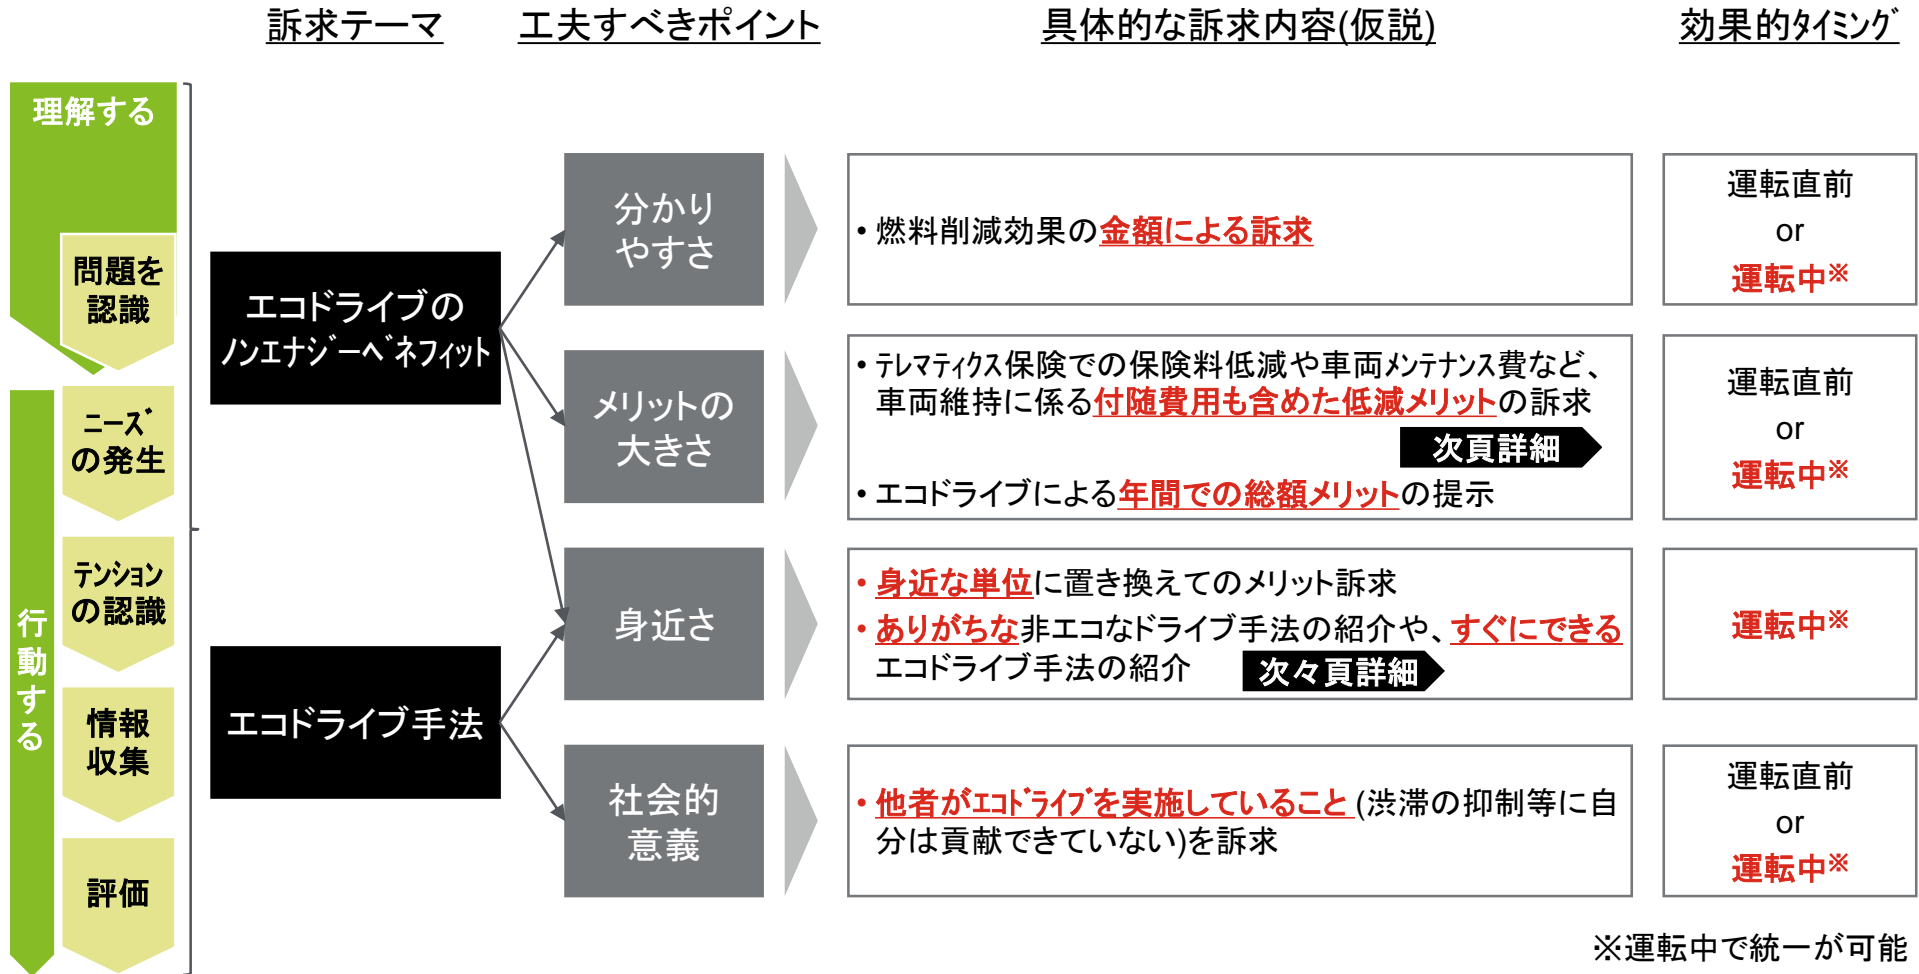 訴求テーマ
工夫すべきポイント
具体的な訴求内容(仮説)
効果的ﾀｲﾐﾝｸﾞ
理解する
問題を
認識
ﾆｰｽﾞ
の発生
ﾃﾝｼｮﾝ
の認識
情報
収集
評価
行動する
エコドライブの
ﾉﾝエナジーベネフィット
エコドライブ手法
分かり
やすさ
・燃料削減効果の金額による訴求
運転直前
or
運転中※
メリットの
大きさ
・ﾃﾚﾏﾃｨｸｽ保険での保険料低減や車両ﾒﾝﾃﾅﾝｽ費など、
車両維持に係る付随費用も含めた低減メリットの訴求
次頁詳細
・エコドライブによる年間での総額メリットの提示
運転直前
or
運転中※
身近さ
・身近な単位に置き換えてのメリット訴求
・ありがちな非エコなドライブ手法の紹介や、すぐにできる
エコドライブ手法の紹介 次々頁詳細
運転中※
社会的
意義
・他者がｴｺﾄﾞﾗｲﾌﾞを実施していること(渋滞の抑制等に自
分は貢献できていない)を訴求
運転直前
or
運転中※
※運転中で統一が可能